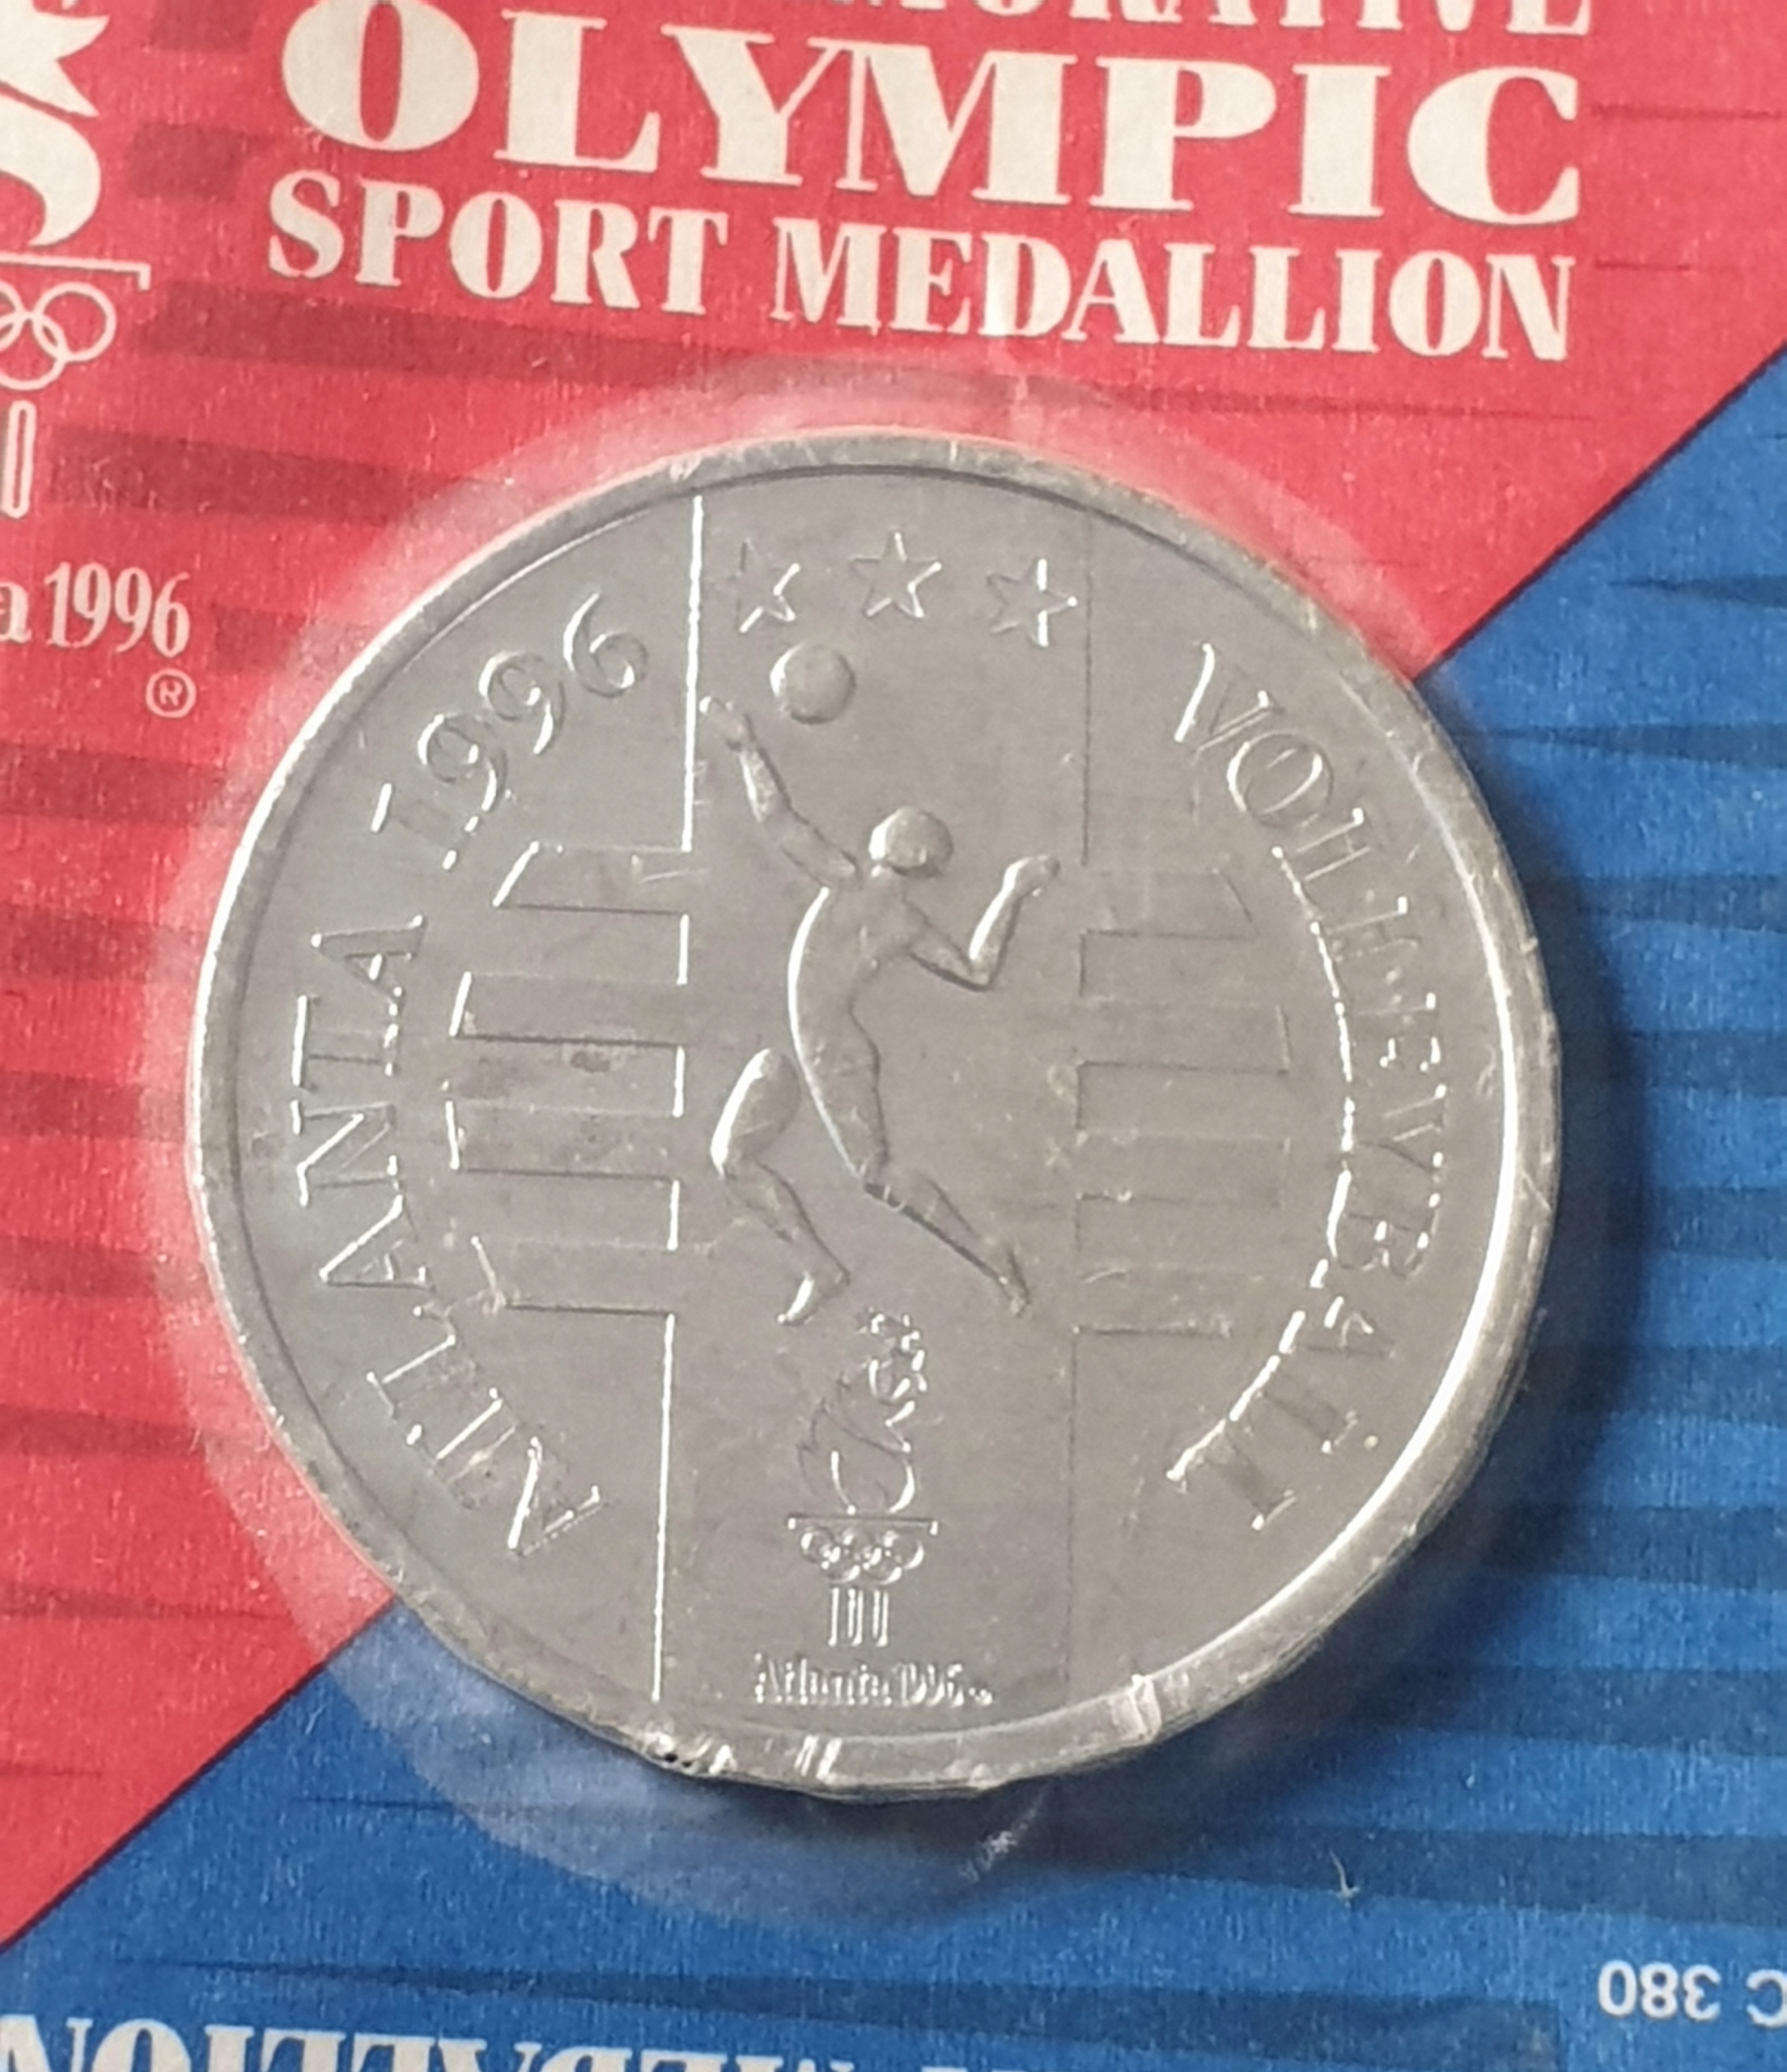 OLYMPIC
SPORT MEDALLION
1996
®
ATLANTA 1996
VOLLEYBALL
Atlanta 1996
C 380